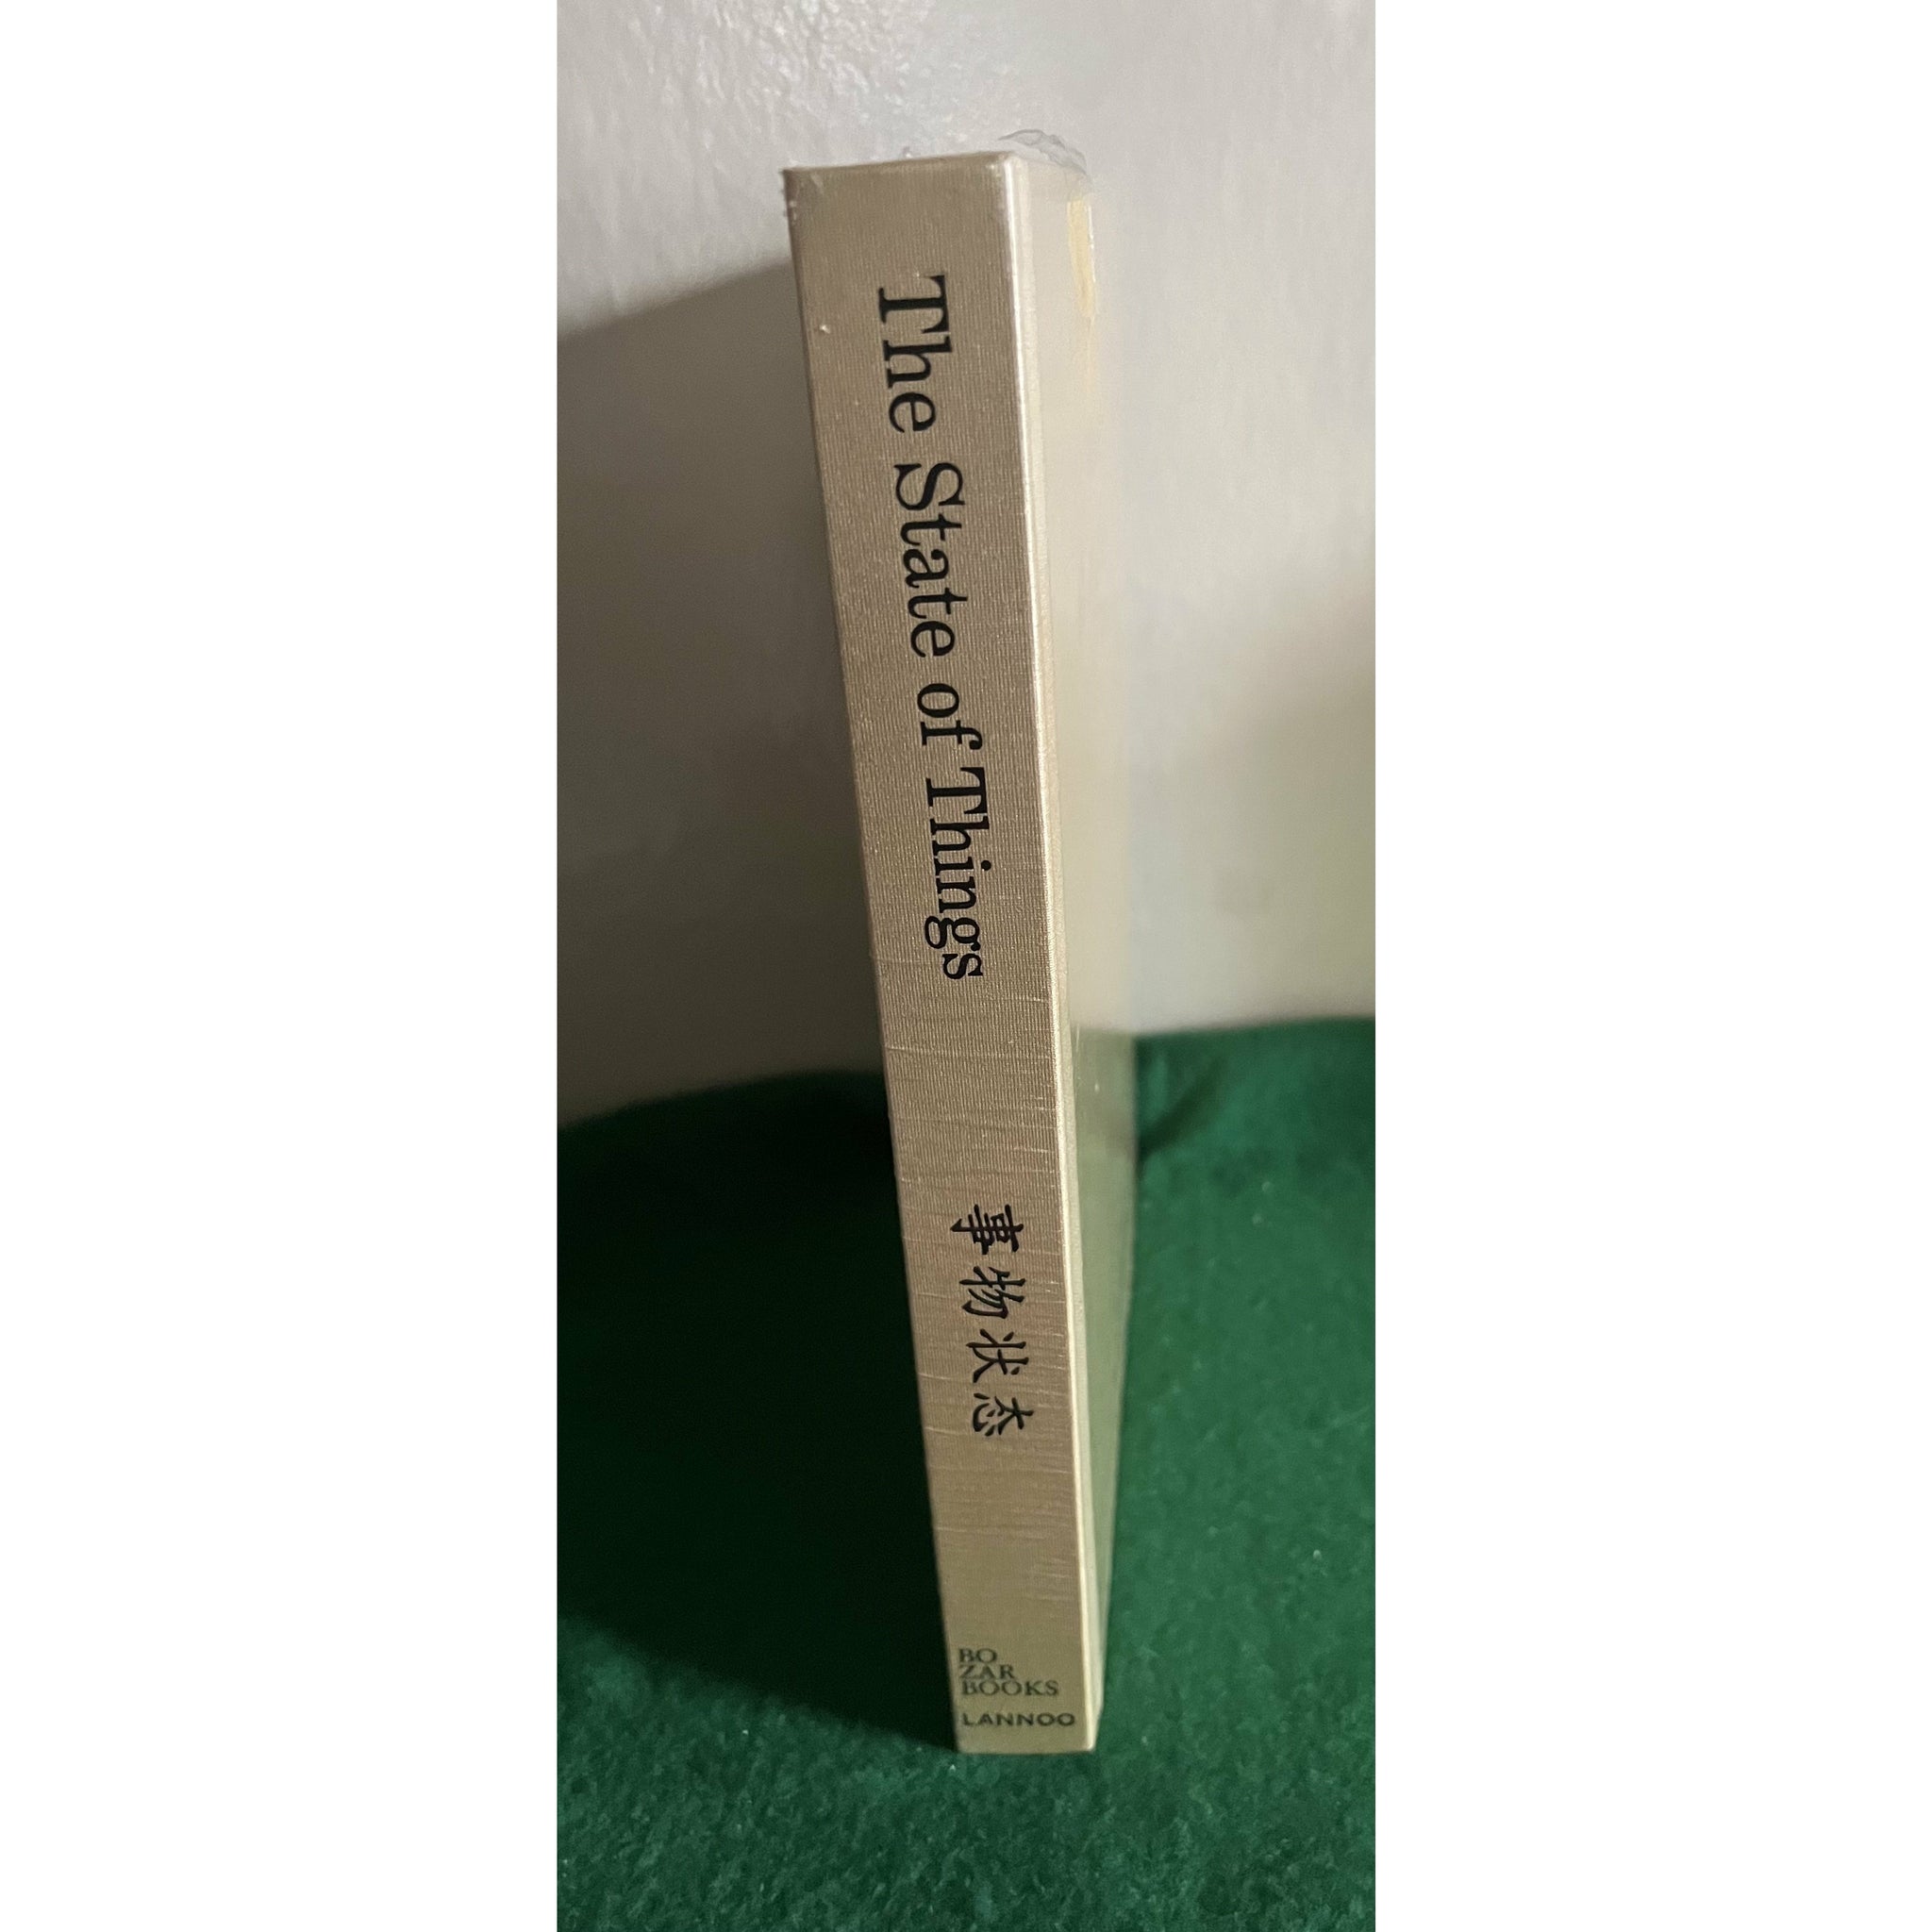 The State of Things
事物状态
BO
ZAR
BOOKS
LANNOO